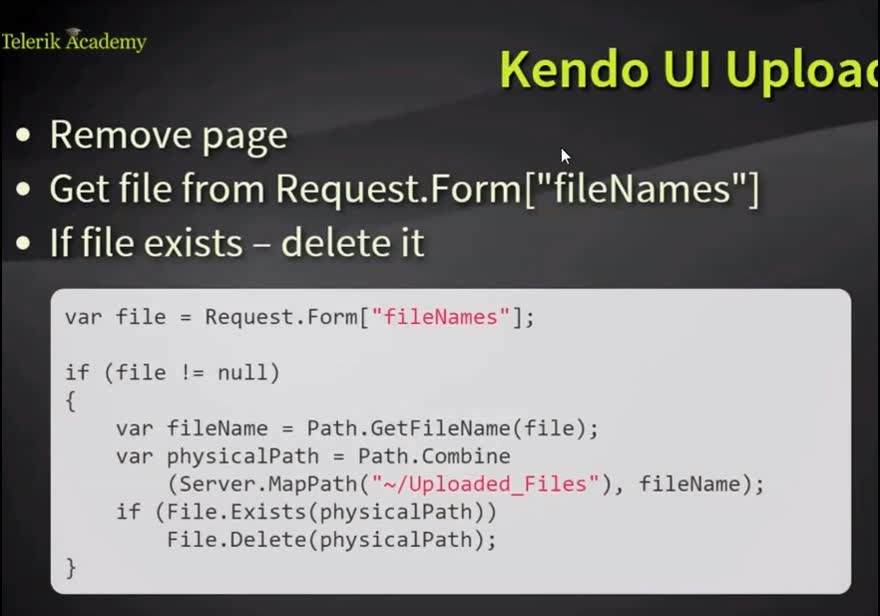 Telerik Academy
Kendo UI Upload
• Remove page
• Get file from Request.Form["fileNames"]
• If file exists – delete it
var file = Request.Form["fileNames"];
if (file != null)
{
    var fileName = Path.GetFileName(file);
    var physicalPath = Path.Combine
        (Server.MapPath("~/Uploaded_Files"), fileName);
    if (File.Exists(physicalPath))
        File.Delete(physicalPath);
}